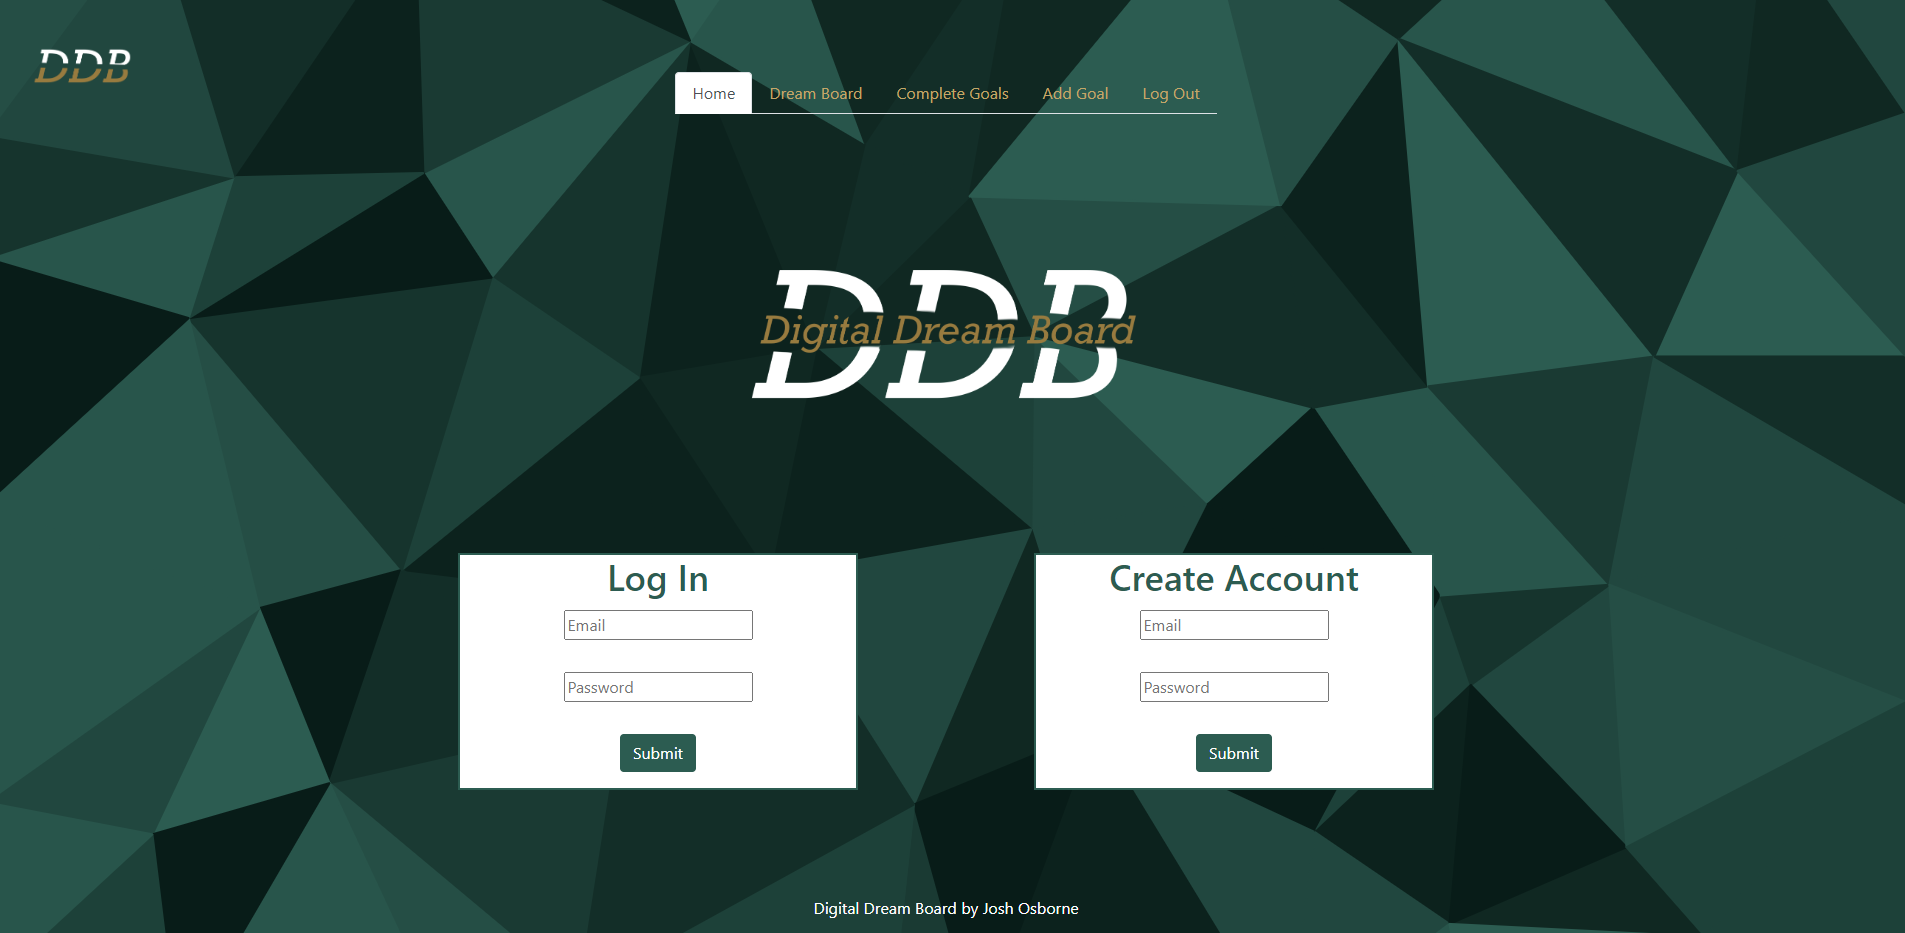 DDB
Home Dream Board Complete Goals Add Goal Log Out
DDB
Digital Dream Board
Log In
Email
Password
Submit
Create Account
Email
Password
Submit
Digital Dream Board by Josh Osborne